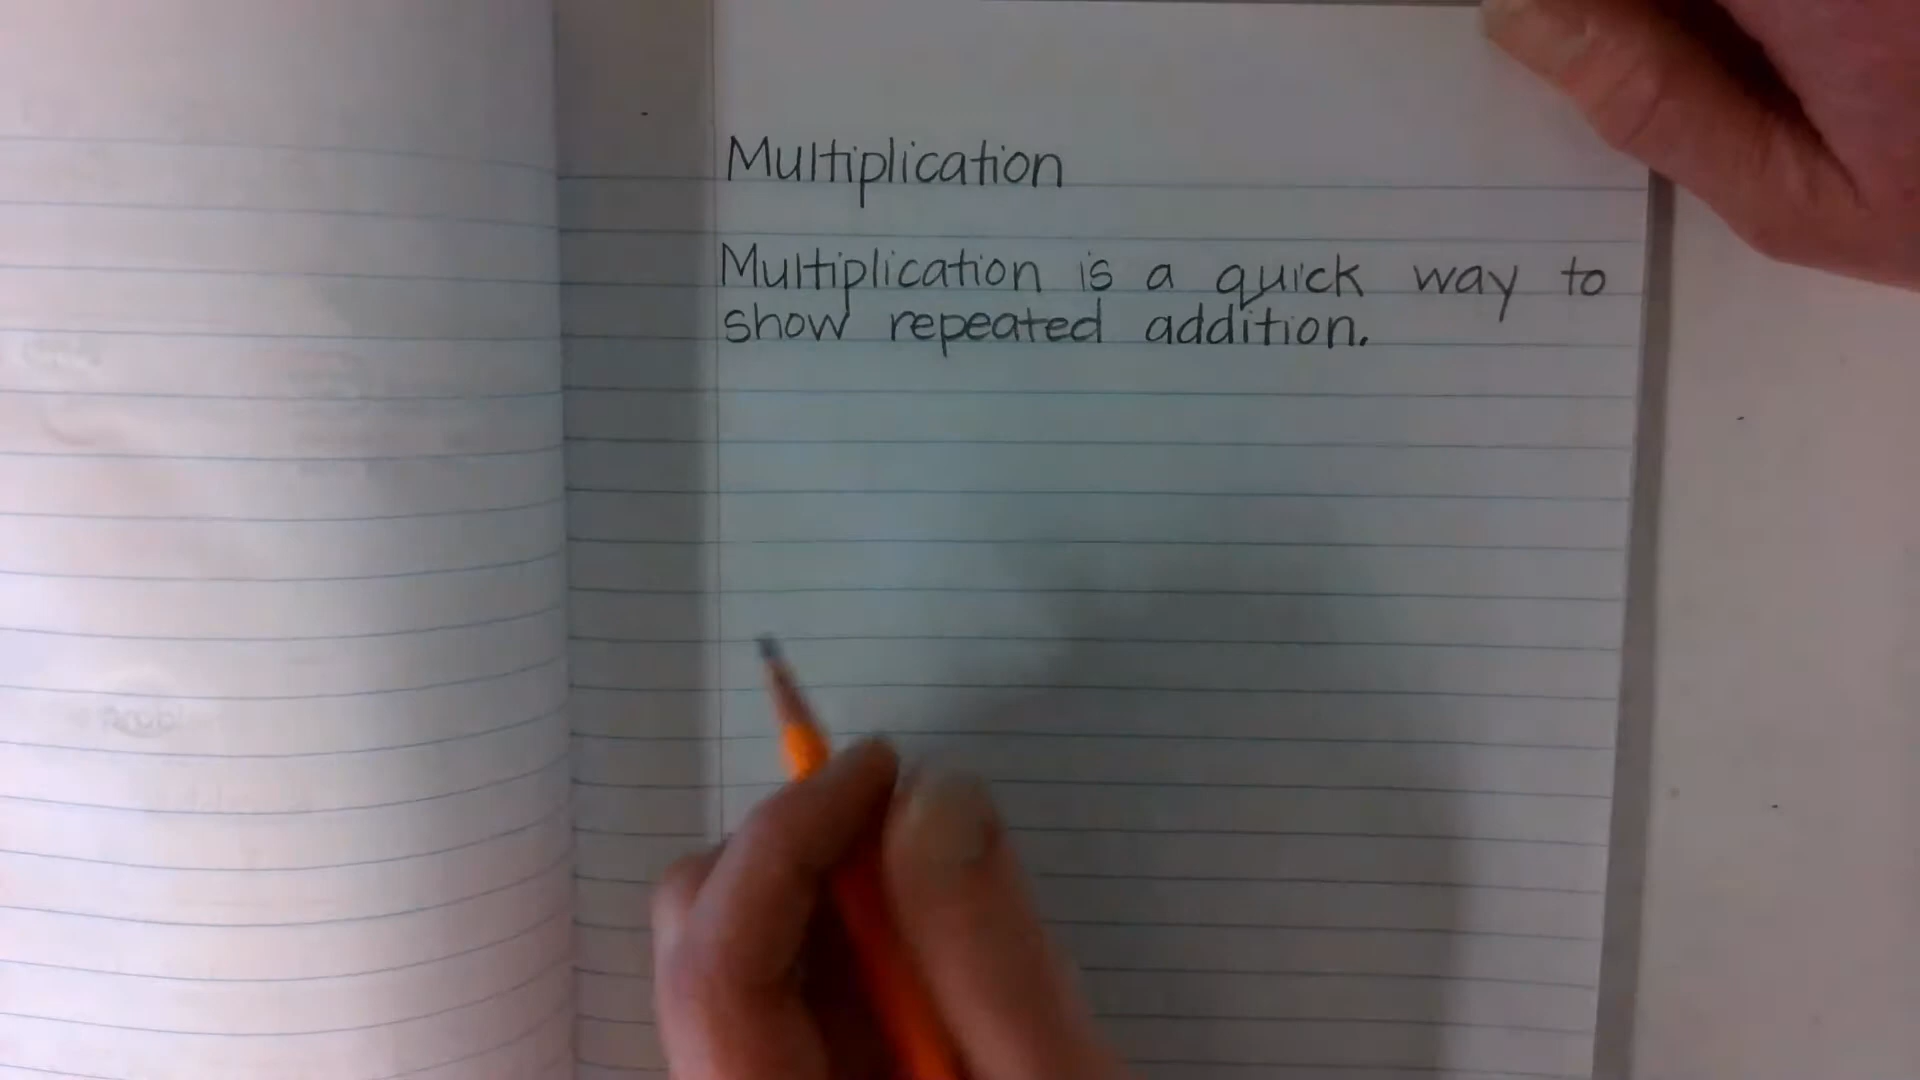 Multiplication
Multiplication is a quick way to
show repeated addition.